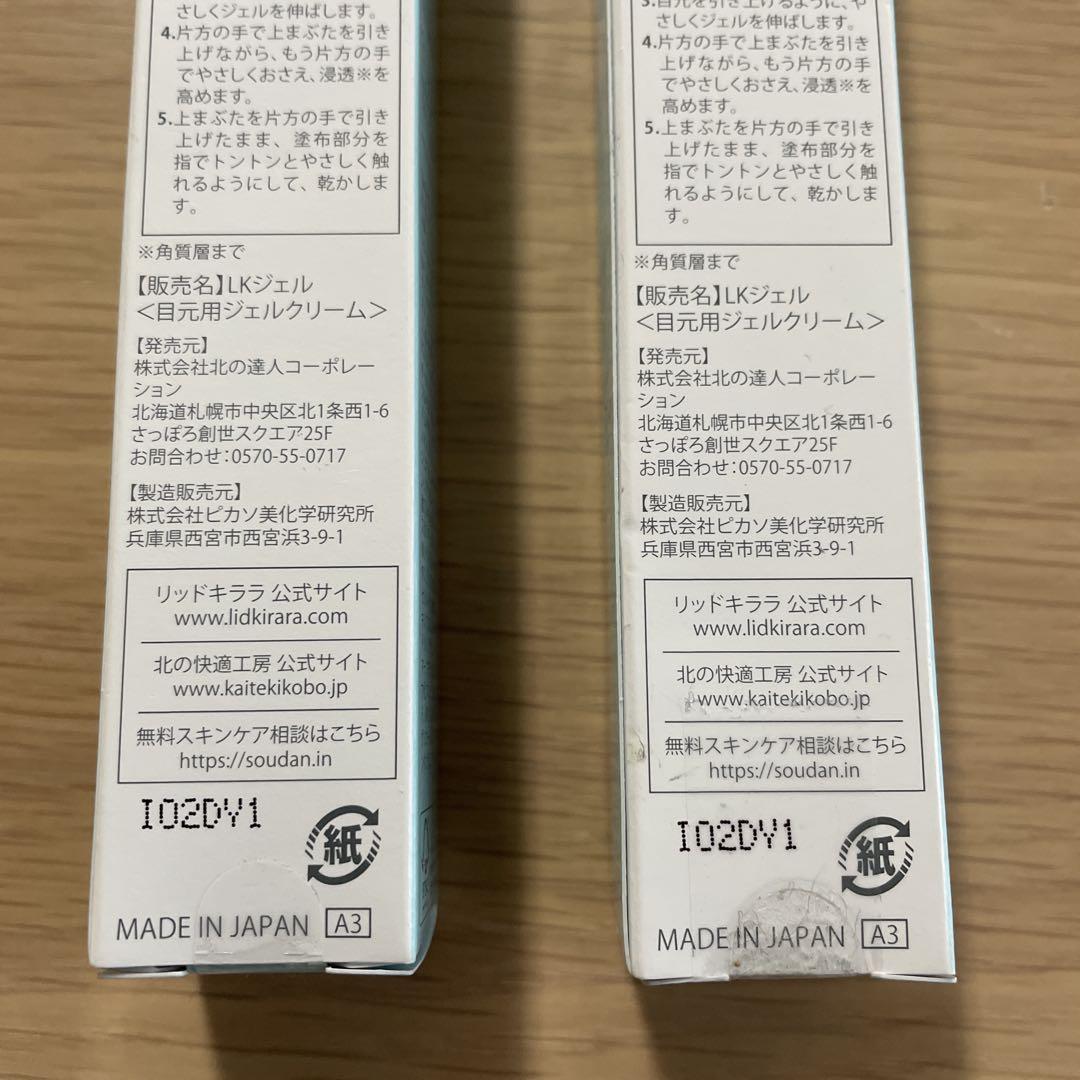 さしくジェルを伸ばします。
4.片方の手で上まぶたを引き
上げながら、もう片方の手
でやさしくおさえ、浸透※を
高めます。
5.上まぶたを片方の手で引き
上げたまま、塗布部分を
指でトントンとやさしく触
れるようにして、乾かしま
す。
※角質層まで
【販売名】LKジェル
＜目元用ジェルクリーム＞
【発売元】
株式会社北の達人コーポレー
ション
北海道札幌市中央区北1条西1-6
さっぽろ創世スクエア25F
お問合わせ：0570-55-0717
【製造販売元】
株式会社ピカソ美化学研究所
兵庫県西宮市西宮浜3-9-1
リッドキララ 公式サイト
www.lidkirara.com
北の快適工房 公式サイト
www.kaitekikobo.jp
無料スキンケア相談はこちら
https://soudan.in
I02DY1
紙
MADE IN JAPAN A3
3.目元を引き上げるように、や
さしくジェルを伸ばします。
4.片方の手で上まぶたを引き
上げながら、もう片方の手
でやさしくおさえ、浸透※を
高めます。
5.上まぶたを片方の手で引き
上げたまま、塗布部分を
指でトントンとやさしく触
れるようにして、乾かしま
す。
※角質層まで
【販売名】LKジェル
＜目元用ジェルクリーム＞
【発売元】
株式会社北の達人コーポレー
ション
北海道札幌市中央区北1条西1-6
さっぽろ創世スクエア25F
お問合わせ：0570-55-0717
【製造販売元】
株式会社ピカソ美化学研究所
兵庫県西宮市西宮浜3-9-1
リッドキララ 公式サイト
www.lidkirara.com
北の快適工房 公式サイト
www.kaitekikobo.jp
無料スキンケア相談はこちら
https://soudan.in
I02DY1
紙
MADE IN JAPAN A3